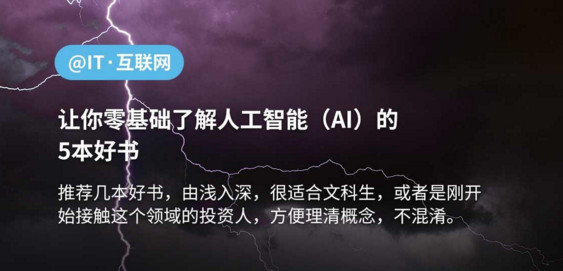 @IT·互联网
让你零基础了解人工智能（AI）的
5本好书
推荐几本好书，由浅入深，很适合文科生，或者是刚开
始接触这个领域的投资人，方便理清概念，不混淆。